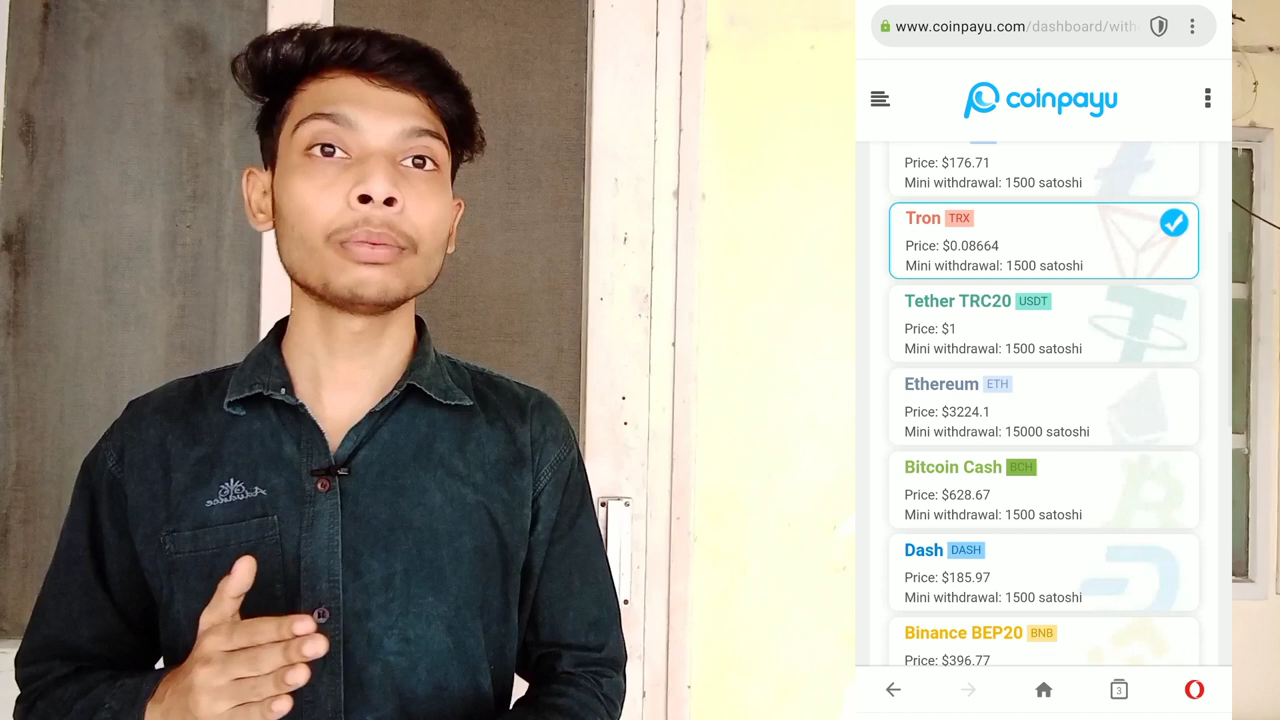 www.coinpayu.com/dashboard/with
coinpayu
Price: $176.71
Mini withdrawal: 1500 satoshi
Tron TRX
Price: $0.08664
Mini withdrawal: 1500 satoshi
Tether TRC20 USDT
Price: $1
Mini withdrawal: 1500 satoshi
Ethereum ETH
Price: $3224.1
Mini withdrawal: 15000 satoshi
Bitcoin Cash BCH
Price: $628.67
Mini withdrawal: 1500 satoshi
Dash DASH
Price: $185.97
Mini withdrawal: 1500 satoshi
Binance BEP20 BNB
Price: $396.77
3
Advance